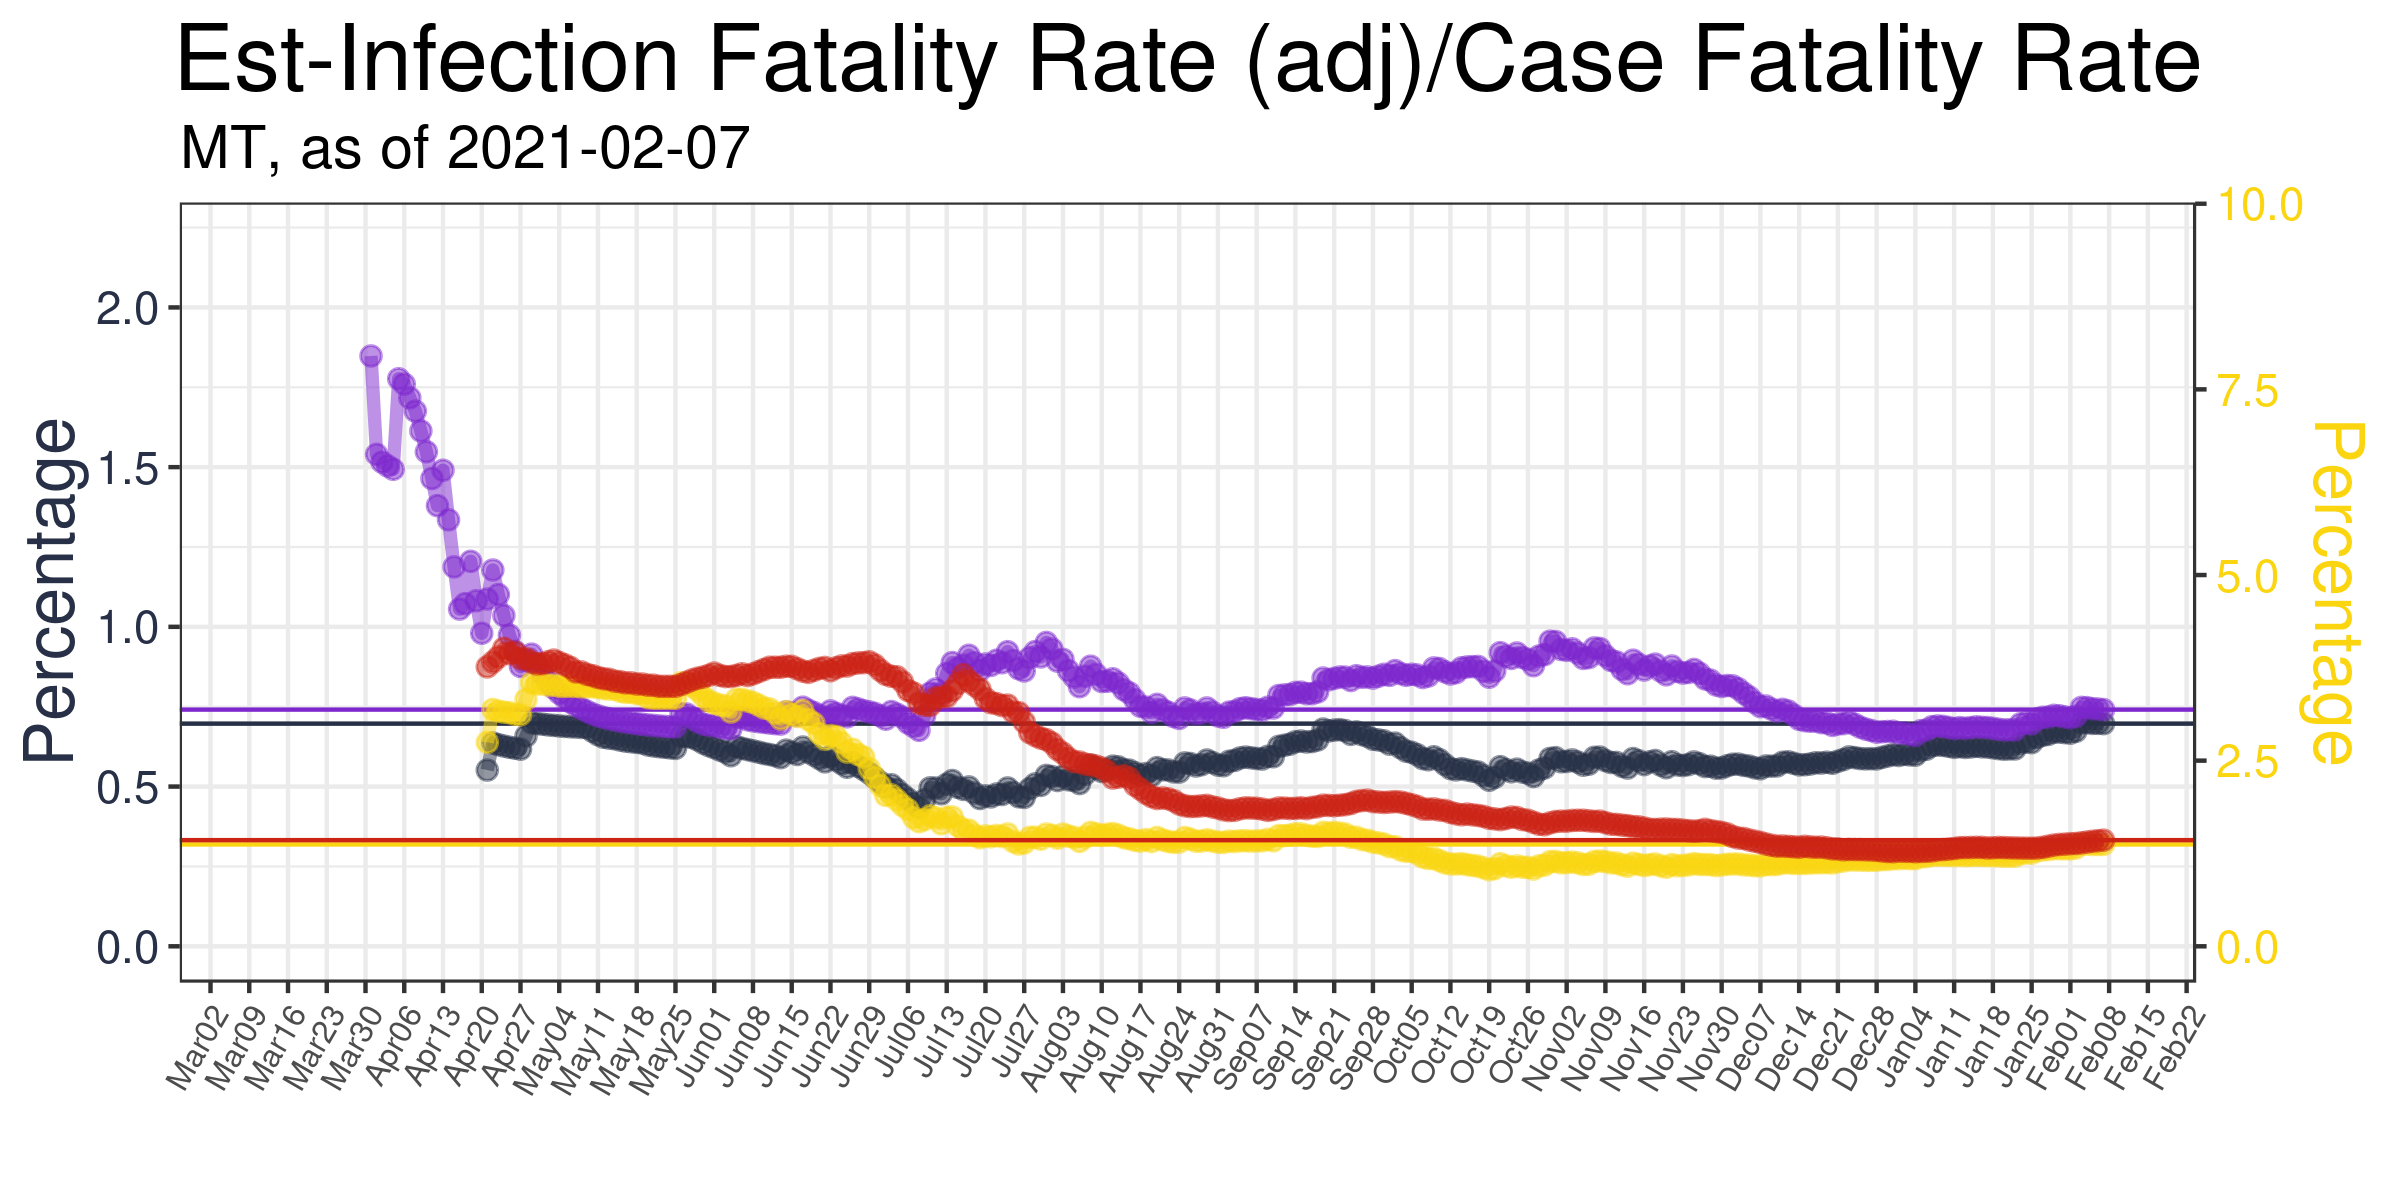 Est-Infection Fatality Rate (adj)/Case Fatality Rate
MT, as of 2021-02-07
Percentage
2.0
1.5
1.0
0.5
0.0
10.0
7.5
5.0
2.5
0.0
Percentage
Mar02
Mar09
Mar16
Mar23
Mar30
Apr06
Apr13
Apr20
Apr27
May04
May11
May18
May25
Jun01
Jun08
Jun15
Jun22
Jun29
Jul06
Jul13
Jul20
Jul27
Aug03
Aug10
Aug17
Aug24
Aug31
Sep07
Sep14
Sep21
Sep28
Oct05
Oct12
Oct19
Oct26
Nov02
Nov09
Nov16
Nov23
Nov30
Dec07
Dec14
Dec21
Dec28
Jan04
Jan11
Jan18
Jan25
Feb01
Feb08
Feb15
Feb22